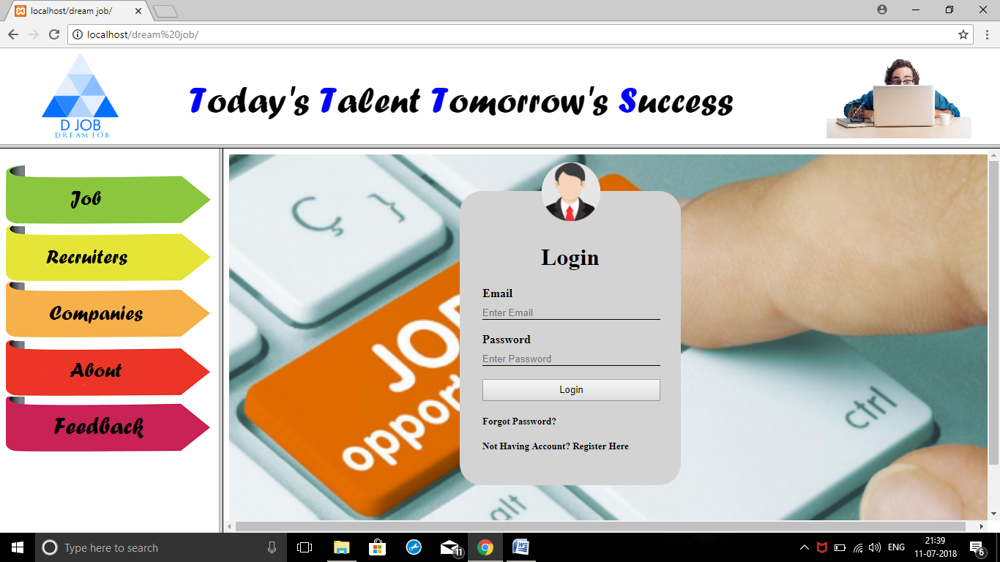 localhost/dream job/
localhost/dream%20job/
D JOB
DREAM JOB
Today's Talent Tomorrow's Success
Job
Recruiters
Companies
About
Feedback
Ç }
JO
oppor
ctrl
alt
Login
Email
Enter Email
Password
Enter Password
Login
Forgot Password?
Not Having Account? Register Here
Type here to search
11
ENG
21:39
11-07-2018
6